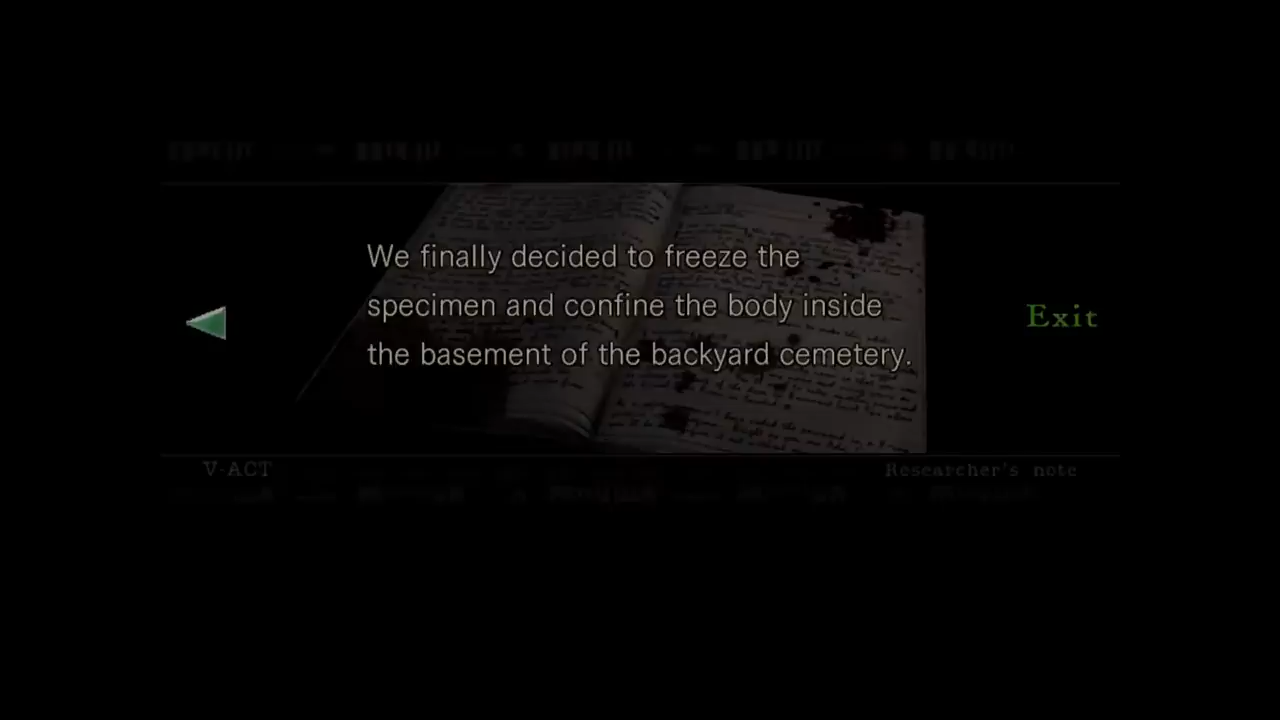 We finally decided to freeze the
specimen and confine the body inside
the basement of the backyard cemetery.
Exit
V-ACT
Researcher's note